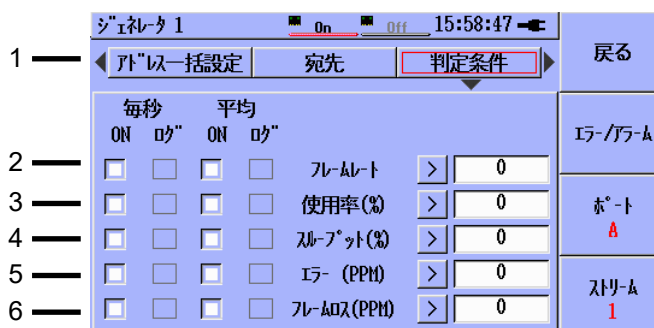 ジェネレータ 1 On Off 15:58:47
戻る
1 アドレス一括設定 宛先 判定条件
毎秒 平均
ON ログ ON ログ
エラー/アラーム
2 フレームレート > 0
3 使用率(%) > 0
ポート
A
4 スループット(%) > 0
5 エラー (PPM) > 0
ストリーム
1
6 フレームロス(PPM) > 0